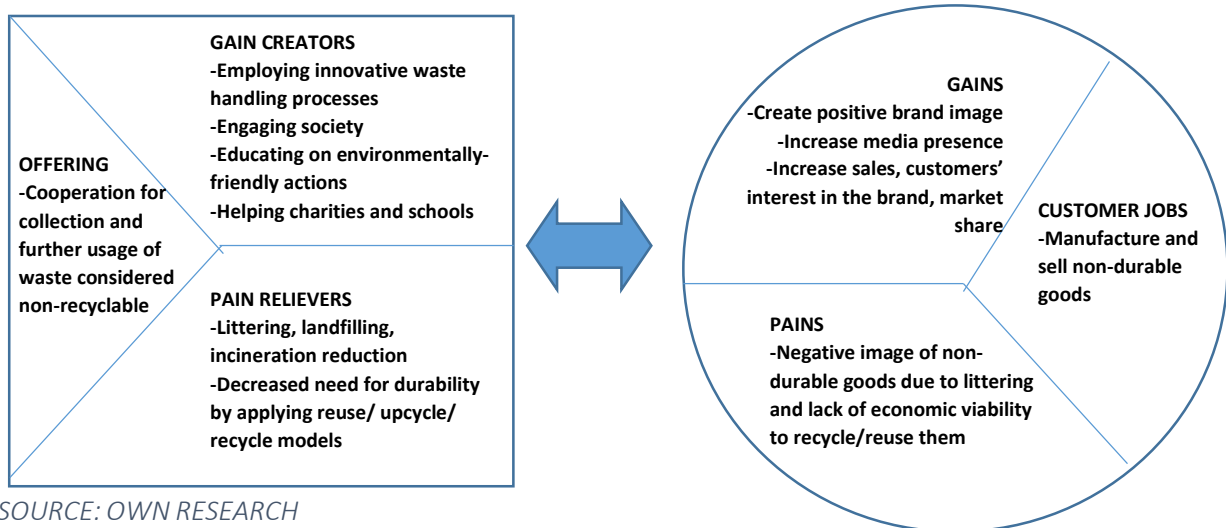 OFFERING
-Cooperation for
collection and
further usage of
waste considered
non-recyclable
GAIN CREATORS
-Employing innovative waste
handling processes
-Engaging society
-Educating on environmentally-
friendly actions
-Helping charities and schools
PAIN RELIEVERS
-Littering, landfilling,
incineration reduction
-Decreased need for durability
by applying reuse/ upcycle/
recycle models
GAINS
-Create positive brand image
-Increase media presence
-Increase sales, customers’
interest in the brand, market
share
CUSTOMER JOBS
-Manufacture and
sell non-durable
goods
PAINS
-Negative image of non-
durable goods due to littering
and lack of economic viability
to recycle/reuse them
SOURCE: OWN RESEARCH